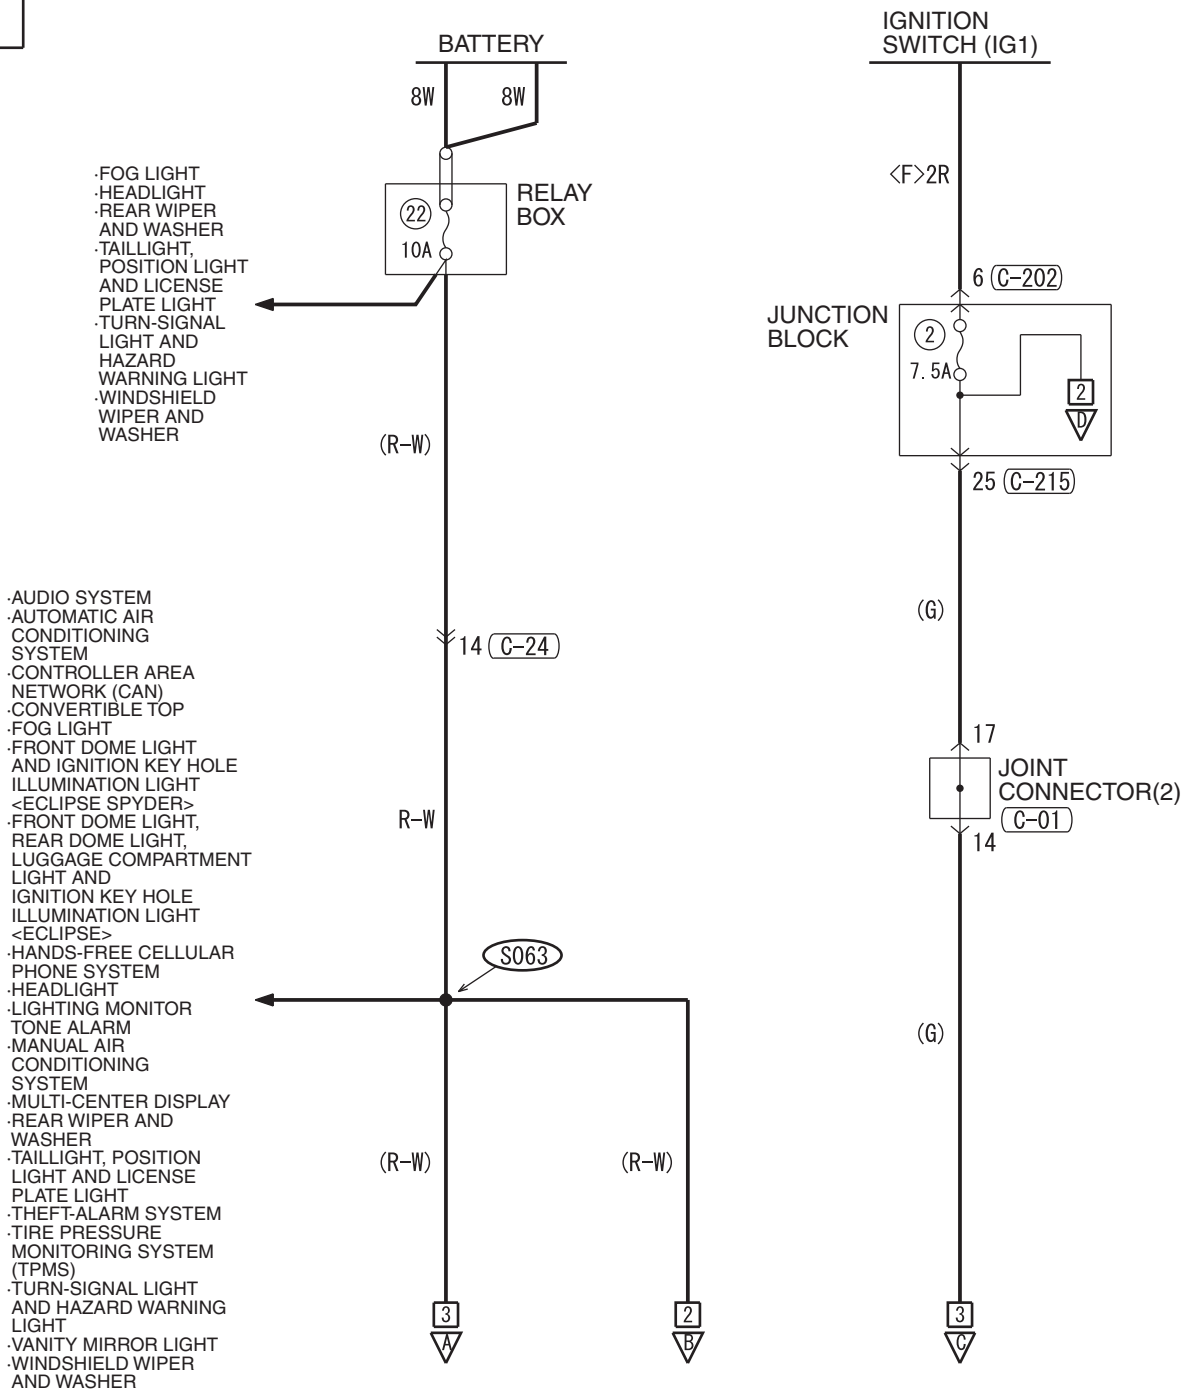 BATTERY
IGNITION
SWITCH (IG1)
8W
8W
<F>2R
·FOG LIGHT
·HEADLIGHT
·REAR WIPER
AND WASHER
·TAILLIGHT,
POSITION LIGHT
AND LICENSE
PLATE LIGHT
·TURN-SIGNAL
LIGHT AND
HAZARD
WARNING LIGHT
·WINDSHIELD
WIPER AND
WASHER
RELAY
BOX
22
10A
6 C-202
JUNCTION
BLOCK
2
7.5A
2
D
(R-W)
25 C-215
(G)
14 C-24
17
JOINT
CONNECTOR(2)
C-01
14
R-W
S063
(G)
·AUDIO SYSTEM
·AUTOMATIC AIR
CONDITIONING
SYSTEM
·CONTROLLER AREA
NETWORK (CAN)
·CONVERTIBLE TOP
·FOG LIGHT
·FRONT DOME LIGHT
AND IGNITION KEY HOLE
ILLUMINATION LIGHT
<ECLIPSE SPYDER>
·FRONT DOME LIGHT,
REAR DOME LIGHT,
LUGGAGE COMPARTMENT
LIGHT AND
IGNITION KEY HOLE
ILLUMINATION LIGHT
<ECLIPSE>
·HANDS-FREE CELLULAR
PHONE SYSTEM
·HEADLIGHT
·LIGHTING MONITOR
TONE ALARM
·MANUAL AIR
CONDITIONING
SYSTEM
·MULTI-CENTER DISPLAY
·REAR WIPER AND
WASHER
·TAILLIGHT, POSITION
LIGHT AND LICENSE
PLATE LIGHT
·THEFT-ALARM SYSTEM
·TIRE PRESSURE
MONITORING SYSTEM
(TPMS)
·TURN-SIGNAL LIGHT
AND HAZARD WARNING
LIGHT
·VANITY MIRROR LIGHT
·WINDSHIELD WIPER
AND WASHER
(R-W)
(R-W)
3
A
2
B
3
C